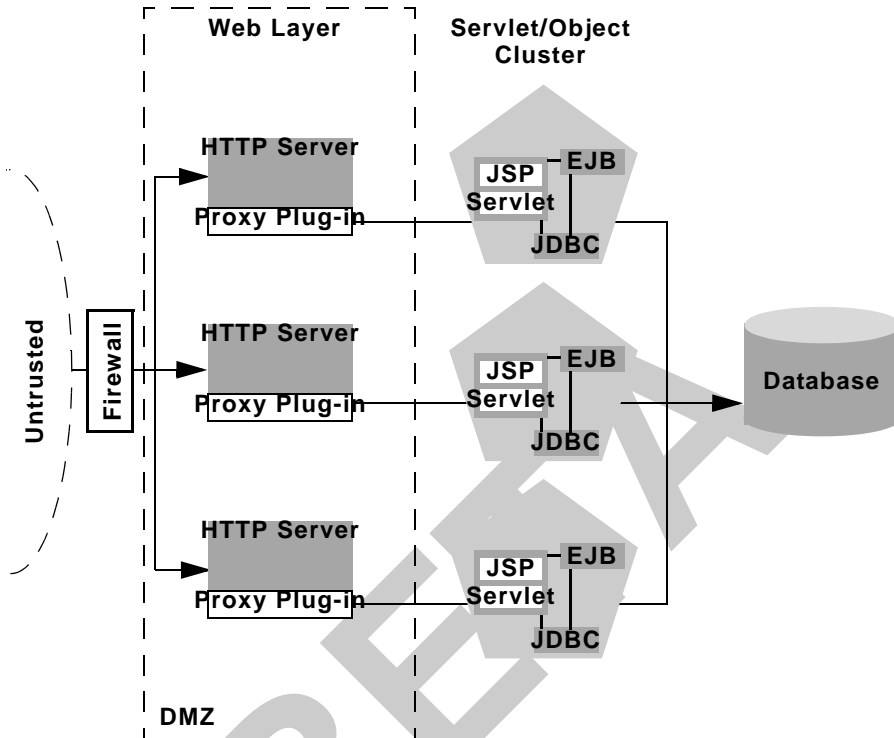 Web Layer
Servlet/Object
Cluster
HTTP Server
Proxy Plug-in
JSP
Servlet
EJB
JDBC
Untrusted
Firewall
HTTP Server
Proxy Plug-in
JSP
Servlet
EJB
JDBC
Database
HTTP Server
Proxy Plug-in
JSP
Servlet
EJB
JDBC
DMZ